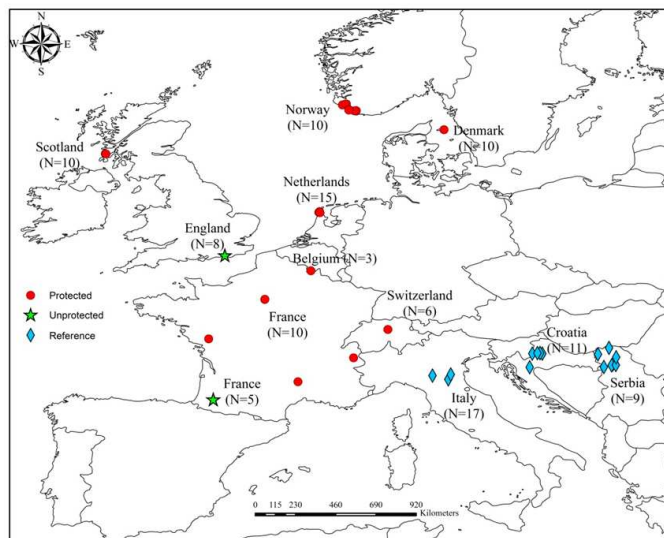 N
W E
S
Norway
(N=10)
Denmark
(N=10)
Scotland
(N=10)
Netherlands
(N=15)
England
(N=8)
Belgium (N=3)
Switzerland
(N=6)
Protected
Unprotected
Reference
France
(N=10)
Croatia
(N=11)
France
(N=5)
Italy
(N=17)
Serbia
(N=9)
0 115 230 460 690 920
Kilometers